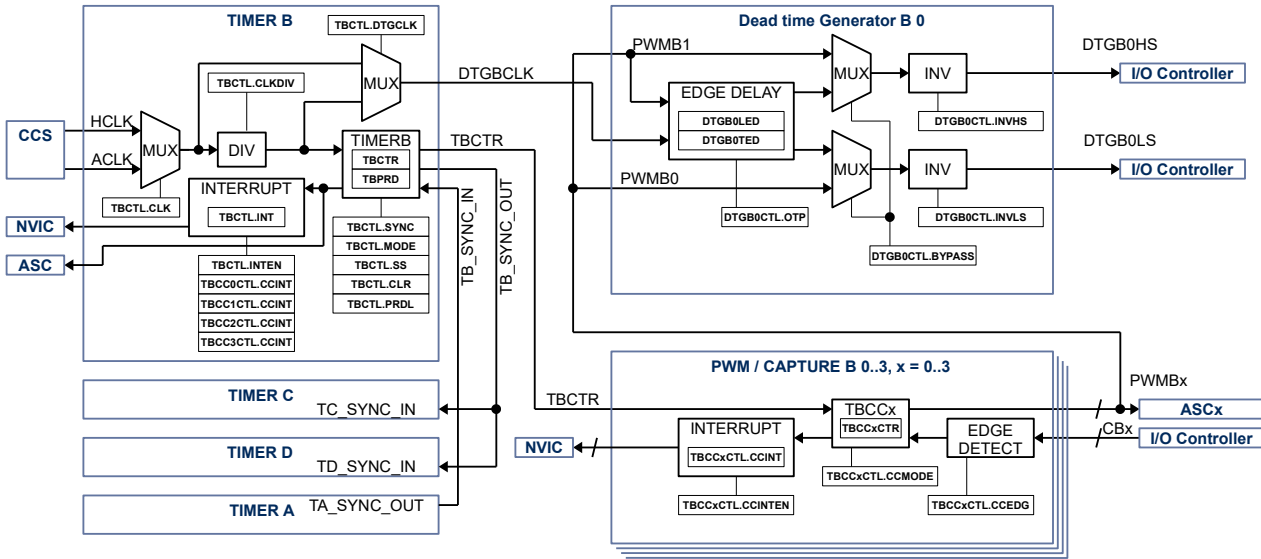 TIMER B
TBCTL.DTGCLK
MUX
TBCTL.CLKDIV
CCS
HCLK
ACLK
MUX
DIV
TBCTL.CLK
TIMERB
TBCTR
TBPRD
INTERRUPT
TBCTL.INT
NVIC
ASC
TBCTL.INTEN
TBCC0CTL.CCINT
TBCC1CTL.CCINT
TBCC2CTL.CCINT
TBCC3CTL.CCINT
TBCTL.SYNC
TBCTL.MODE
TBCTL.SS
TBCTL.CLR
TBCTL.PRDL
DTGBCLK
TBCTR
TB_SYNC_IN
TB_SYNC_OUT
TIMER C
TC_SYNC_IN
TIMER D
TD_SYNC_IN
TIMER A
TA_SYNC_OUT
Dead time Generator B 0
PWMB1
MUX
INV
EDGE DELAY
DTGB0LED
DTGB0TED
DTGB0CTL.INVHS
MUX
INV
PWMB0
DTGB0CTL.OTP
DTGB0CTL.INVLS
DTGB0CTL.BYPASS
DTGB0HS
I/O Controller
DTGB0LS
I/O Controller
PWM / CAPTURE B 0..3, x = 0..3
TBCTR
TBCCx
TBCCxCTR
PWMBx
ASCx
NVIC
INTERRUPT
TBCCxCTL.CCINT
EDGE
DETECT
CBx
I/O Controller
TBCCxCTL.CCMODE
TBCCxCTL.CCINTEN
TBCCxCTL.CCEDG